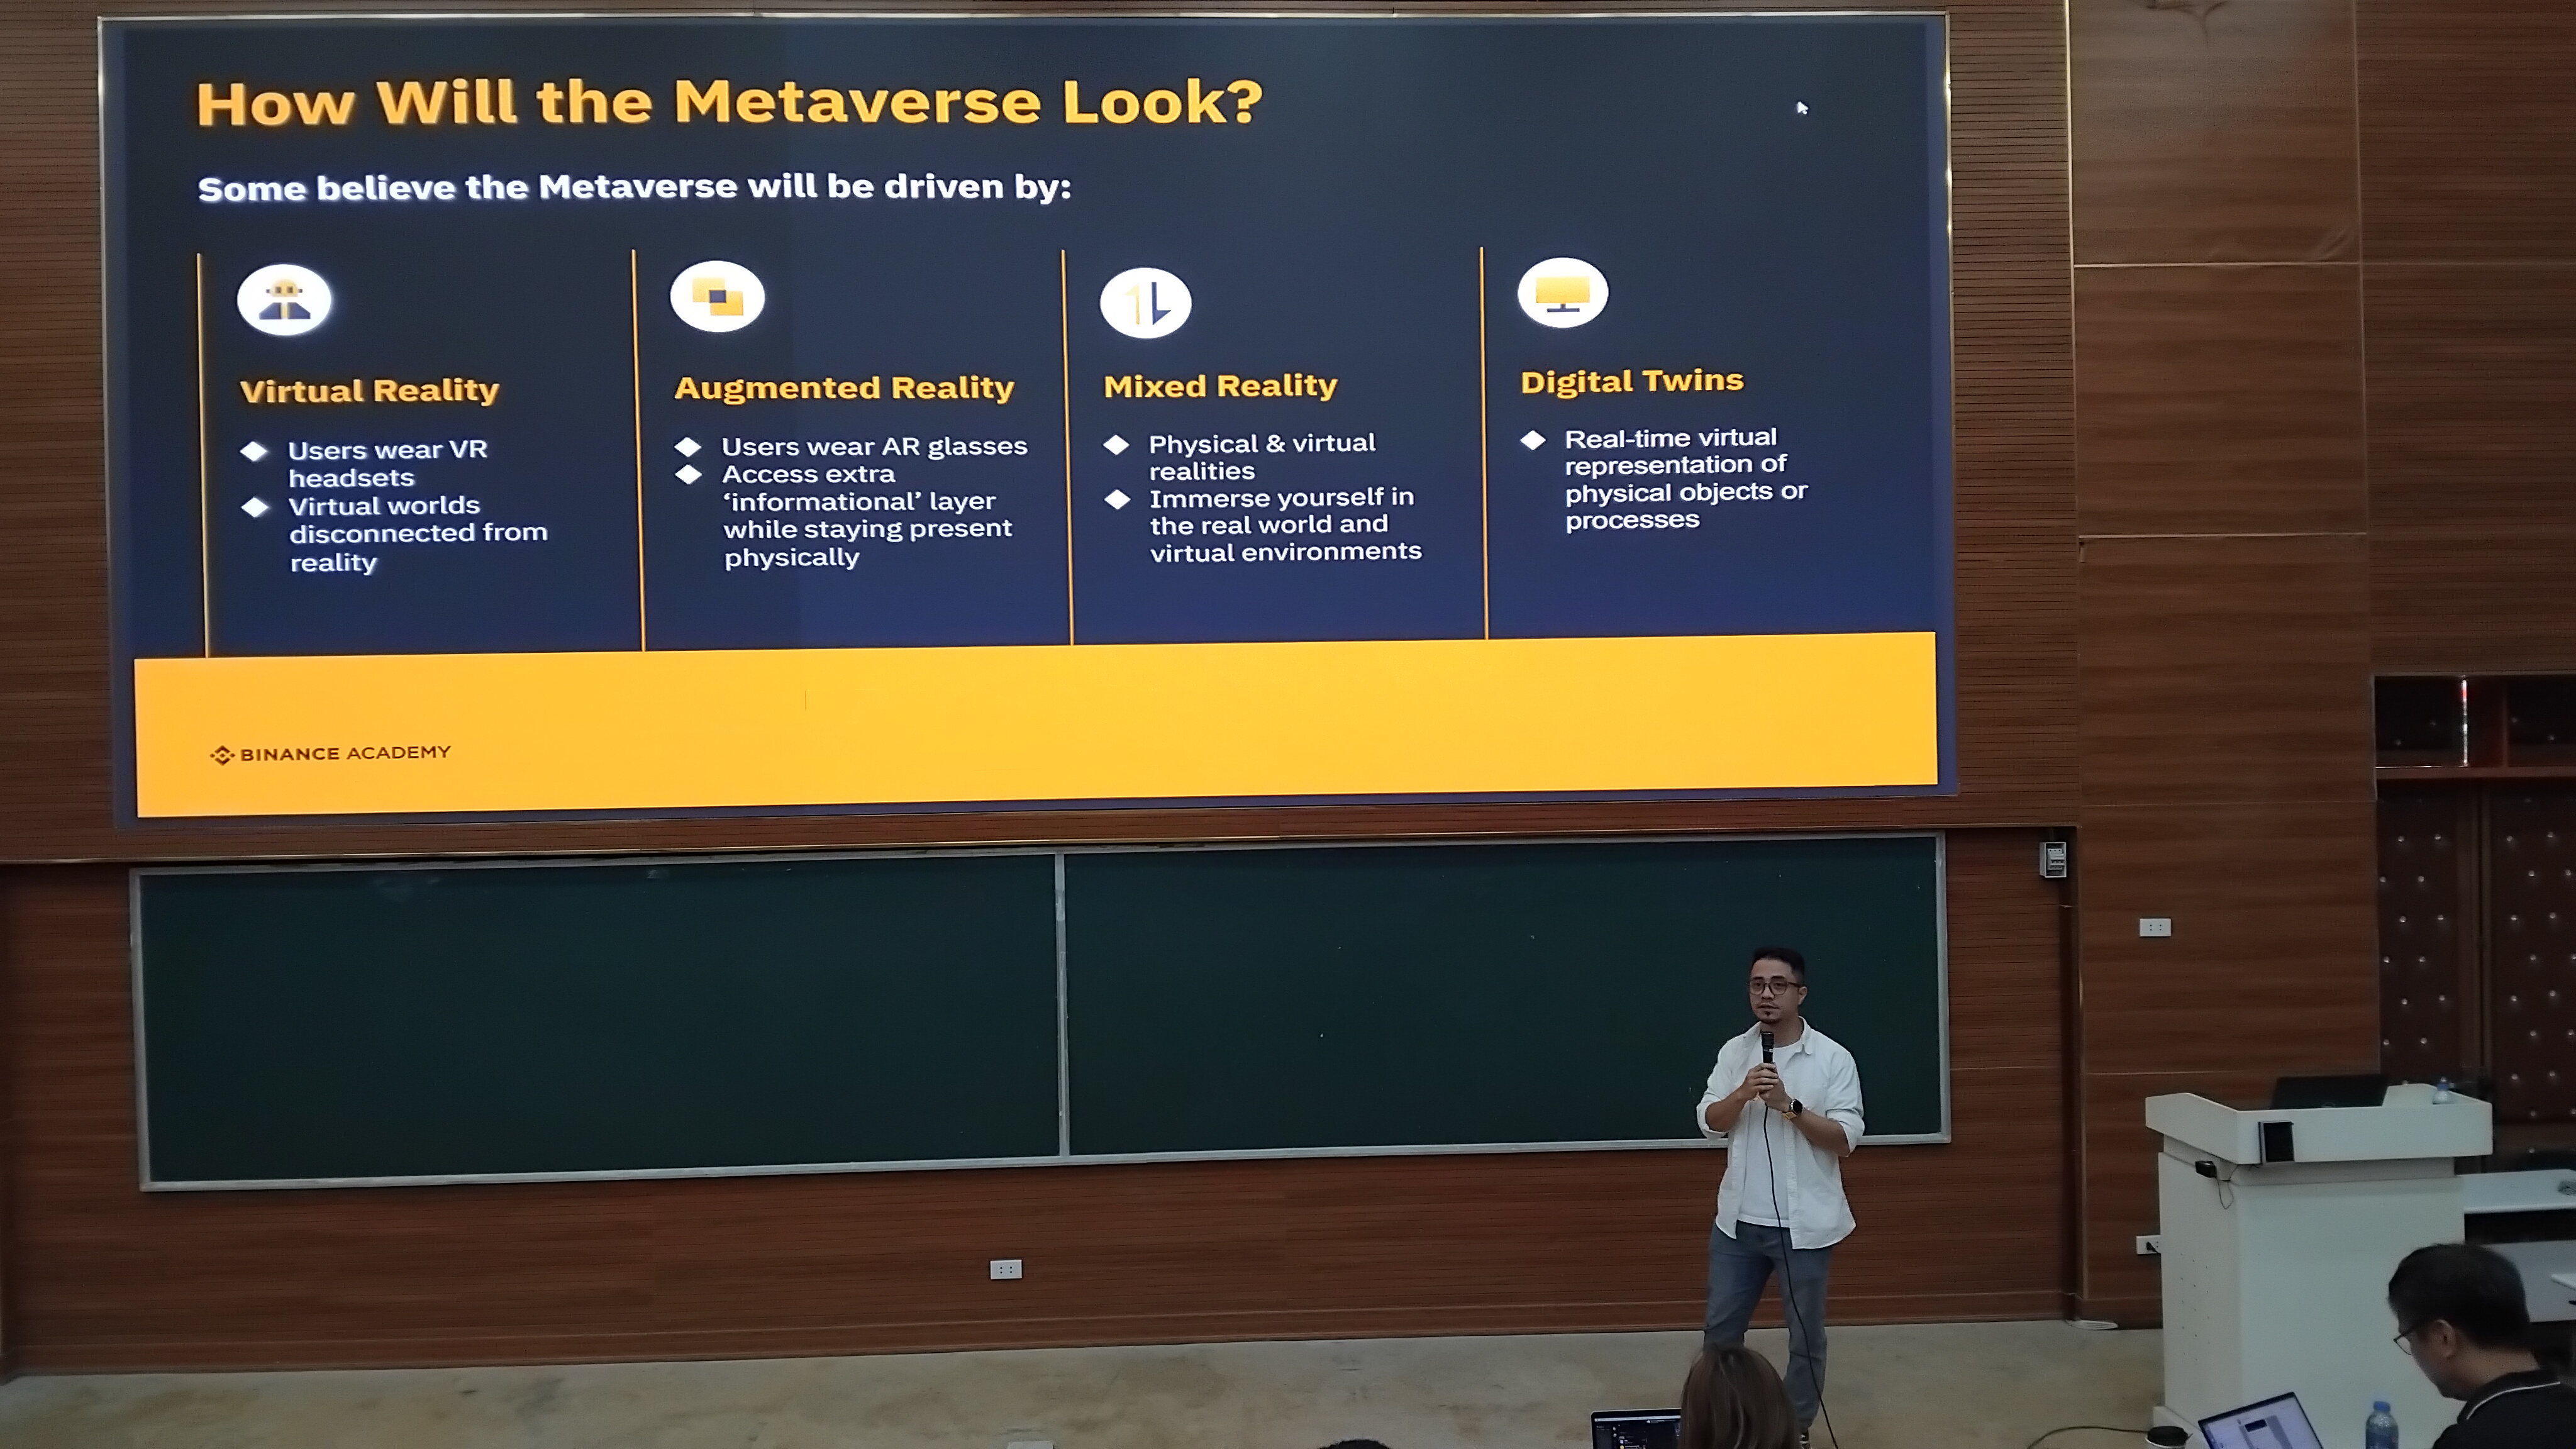 How Will the Metaverse Look?
Some believe the Metaverse will be driven by:
Virtual Reality
Users wear VR
headsets
Virtual worlds
disconnected from
reality
Augmented Reality
Users wear AR glasses
Access extra
‘informational’ layer
while staying present
physically
Mixed Reality
Physical & virtual
realities
Immerse yourself in
the real world and
virtual environments
Digital Twins
Real-time virtual
representation of
physical objects or
processes
BINANCE ACADEMY